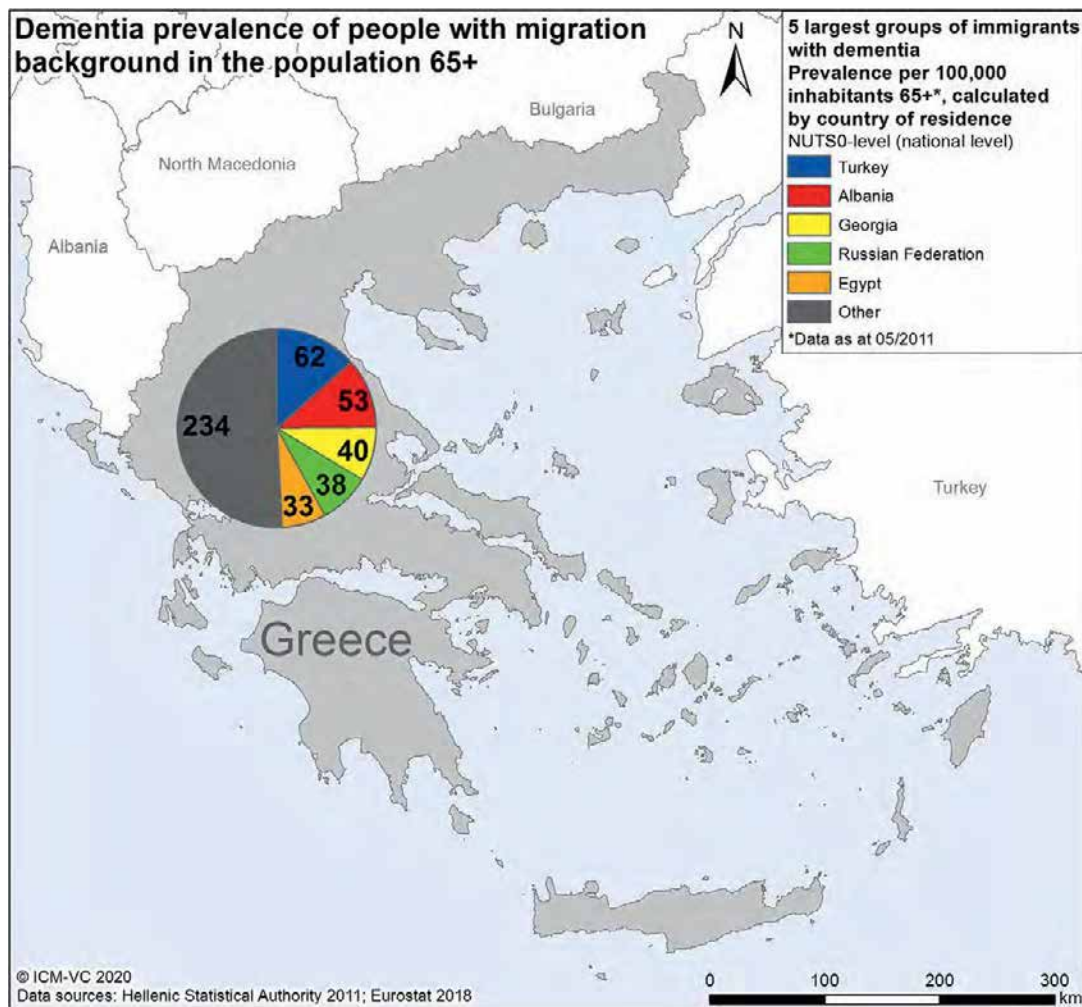 Dementia prevalence of people with migration
background in the population 65+
N
5 largest groups of immigrants
with dementia
Prevalence per 100,000
inhabitants 65+*, calculated
by country of residence
NUTS0-level (national level)
Turkey
Albania
Georgia
Russian Federation
Egypt
Other
*Data as at 05/2011
Bulgaria
North Macedonia
Albania
62
53
234
40
38
33
Turkey
Greece
© ICM-VC 2020
Data sources: Hellenic Statistical Authority 2011; Eurostat 2018
0 100 200 300
km